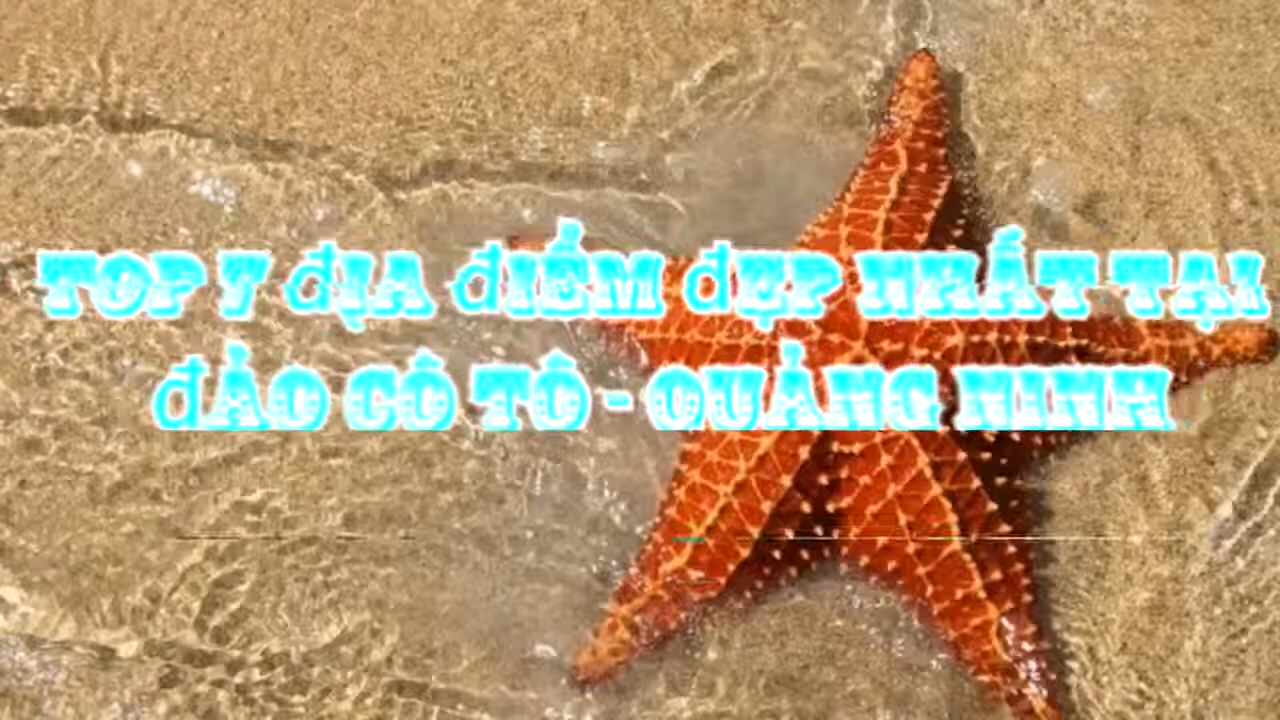 TOP 7 địA điỂM đẸP NHẤT TẠI
đẢO CÔ TÔ - QUẢNG NINH